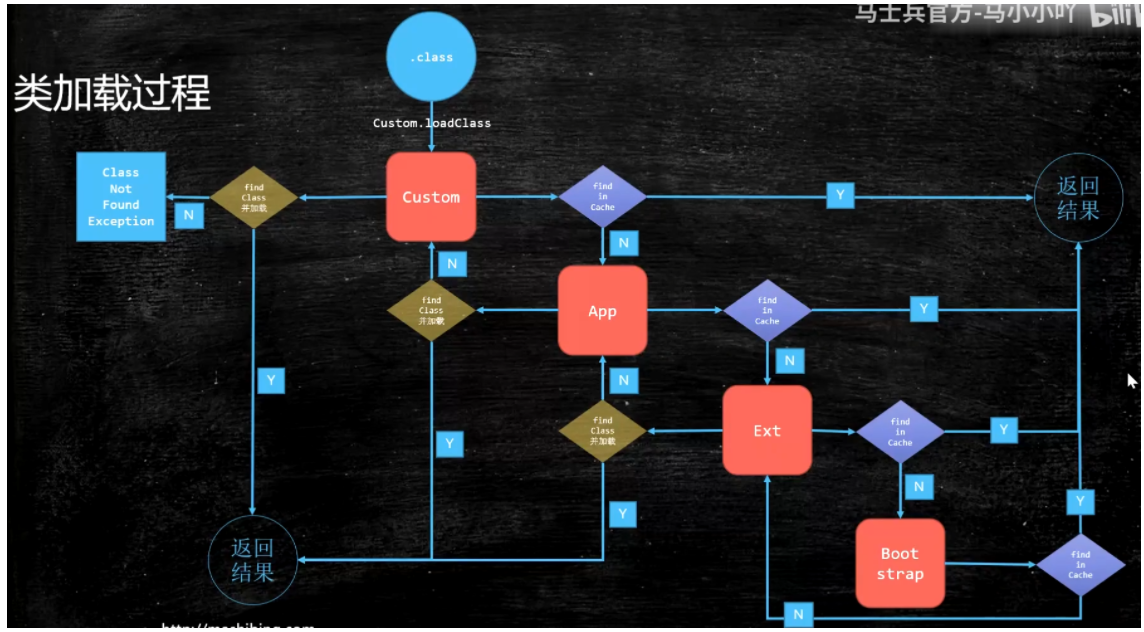 马士兵官方-马小小吖
类加载过程
.class
Custom.loadClass
Class
Not
Found
Exception
N
find
Class
并加载
Custom
find
in
Cache
Y
返回
结果
N
N
find
Class
并加载
App
find
in
Cache
Y
Y
N
N
find
Class
并加载
Ext
find
in
Cache
Y
Y
N
Y
Y
返回
结果
Boot
strap
find
in
Cache
N